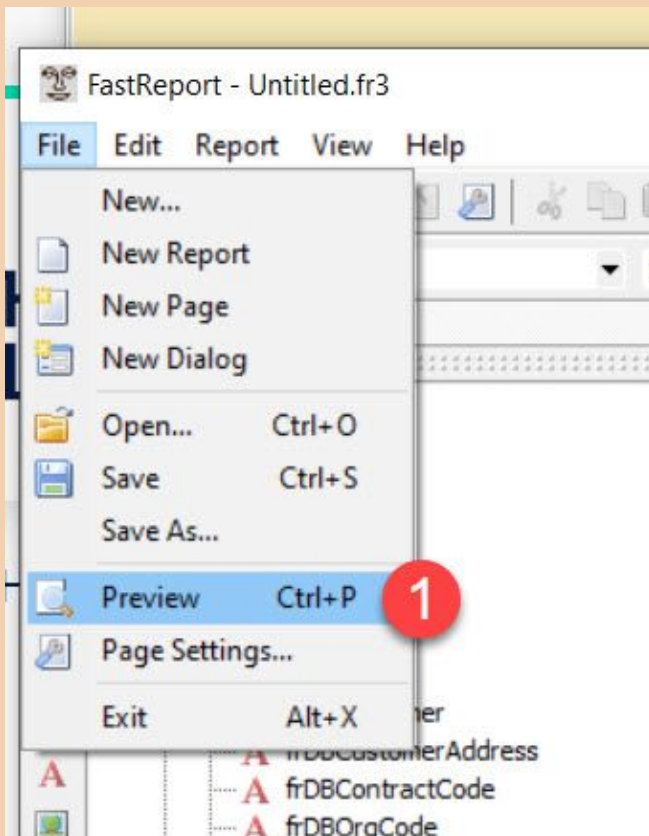 FastReport - Untitled.fr3
File Edit Report View Help
New...
New Report
New Page
New Dialog
Open... Ctrl+O
Save Ctrl+S
Save As...
Preview Ctrl+P 1
Page Settings...
Exit Alt+X
A frDBCustomerAddress
A
A frDBContractCode
A frDBOrgCode